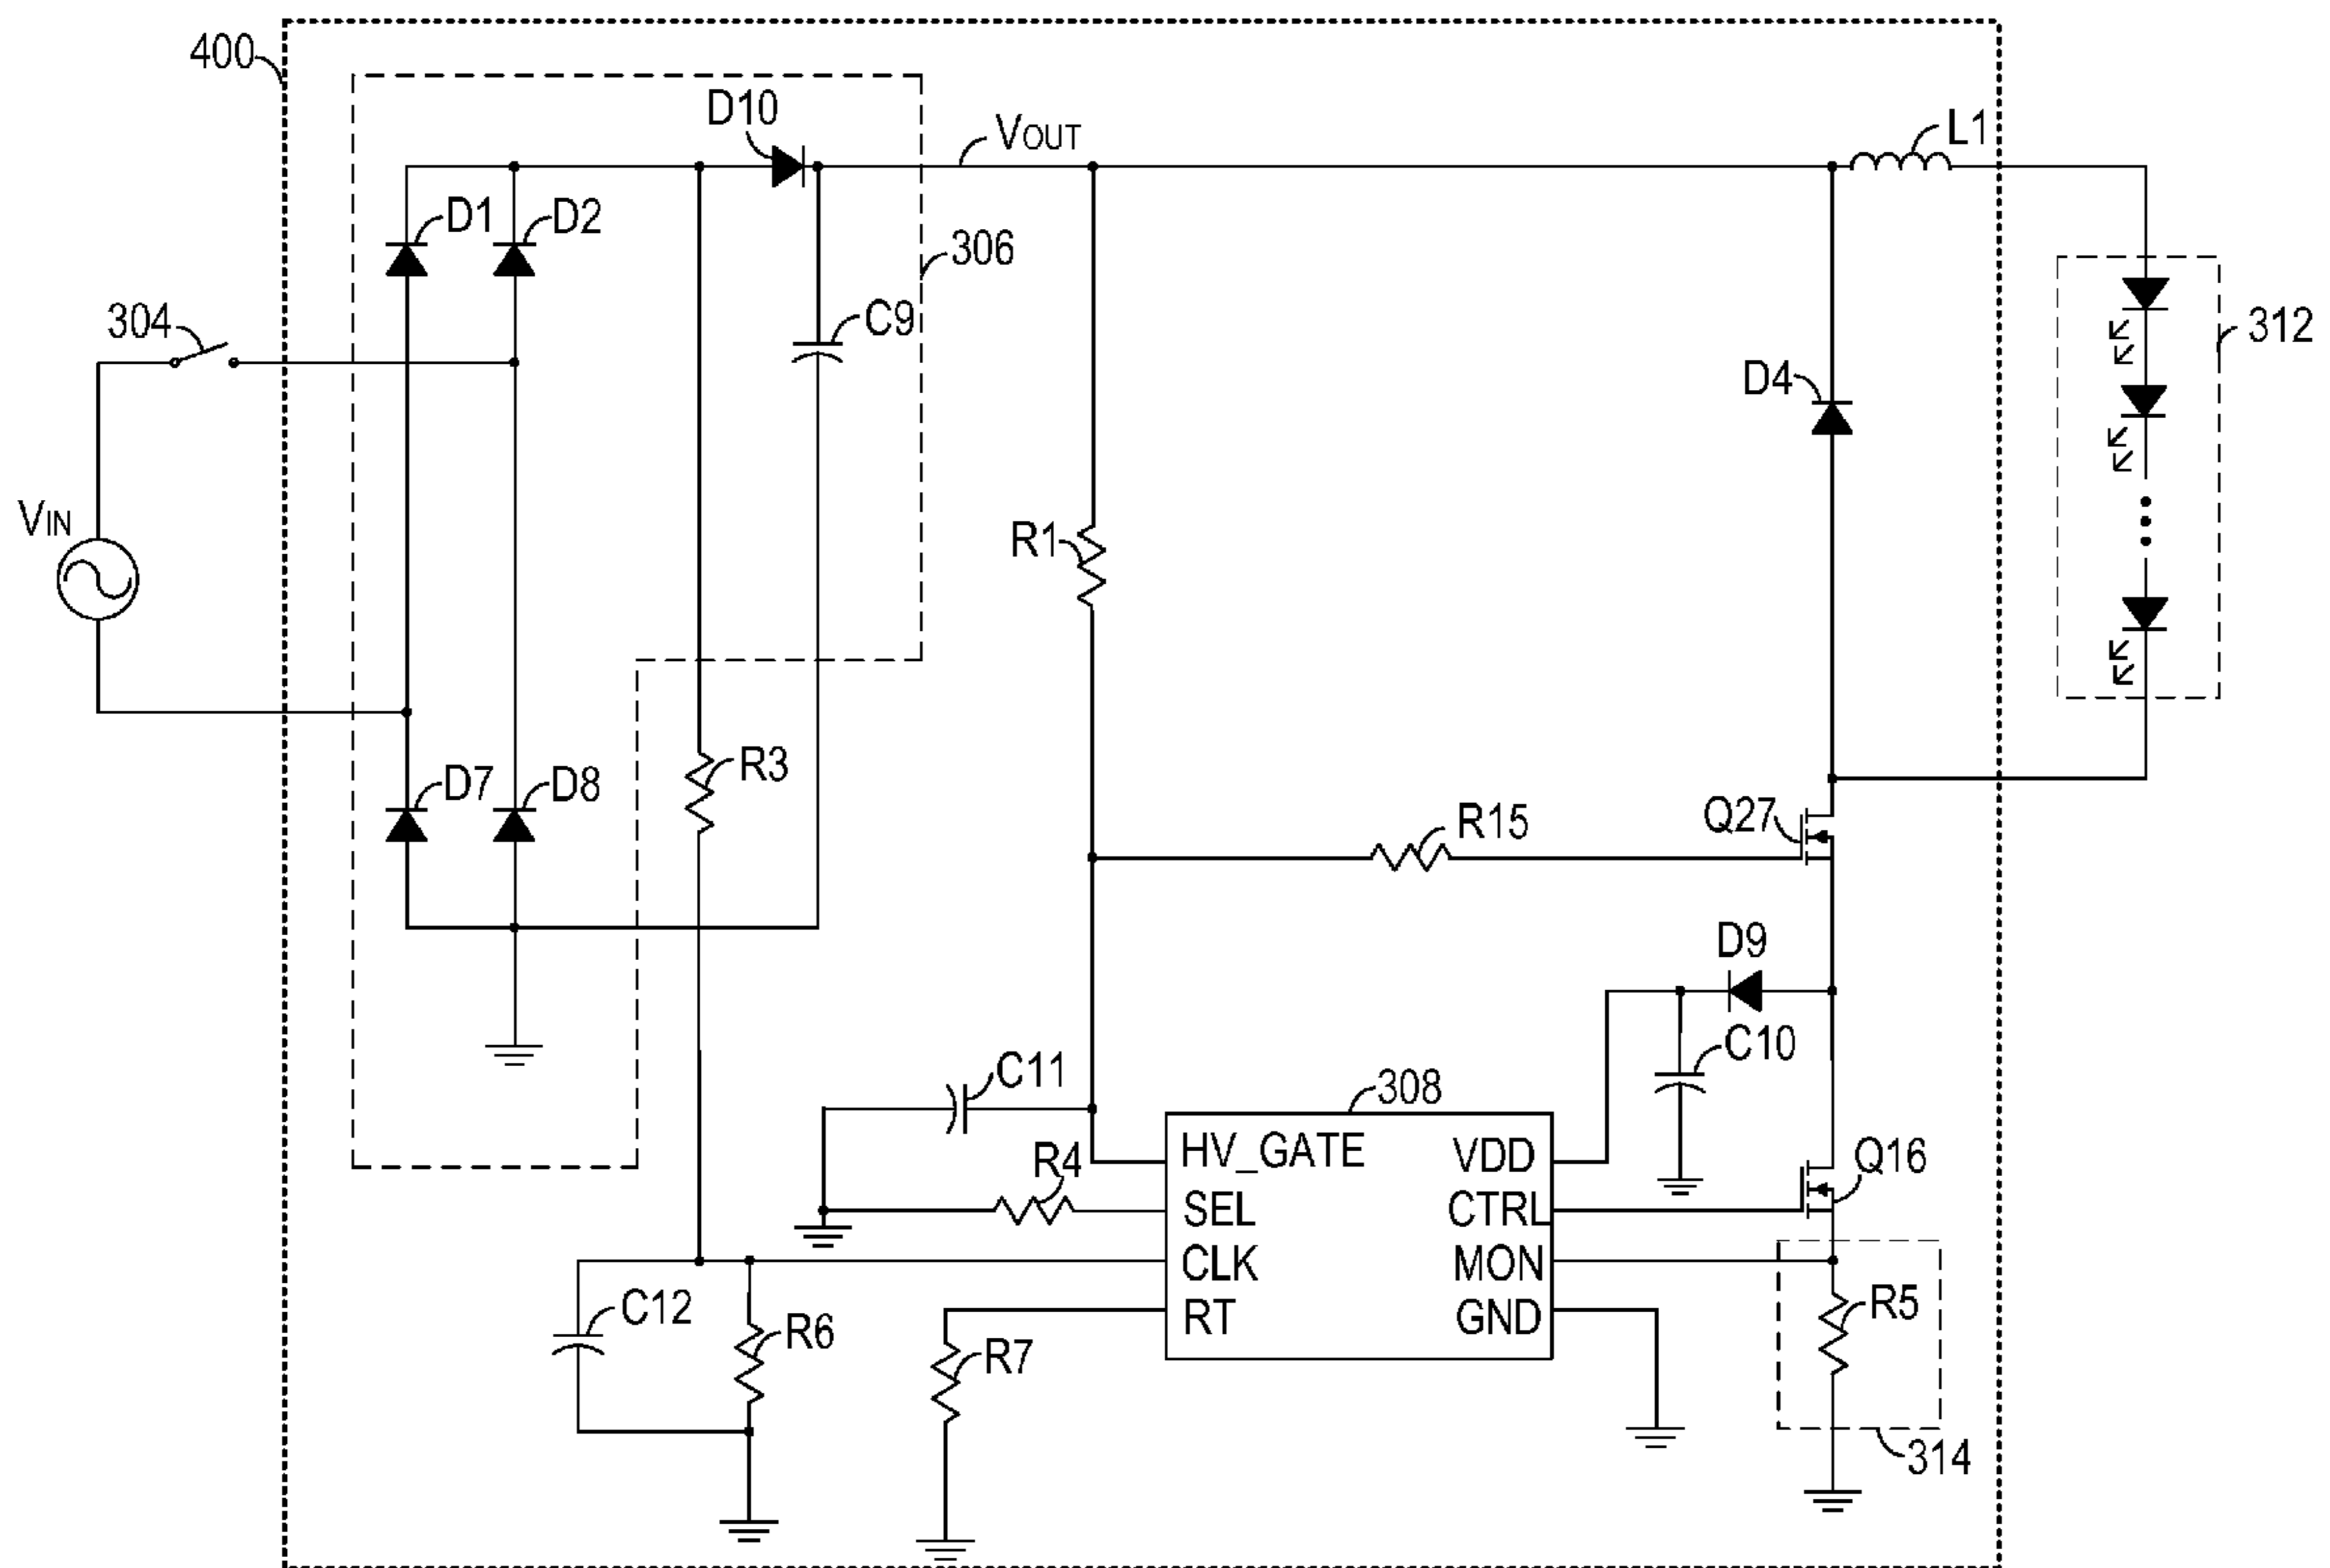 400
D10
VOUT
L1
D1
D2
306
304
C9
312
D4
VIN
R1
R3
D7
D8
R15
Q27
D9
C10
C11
308
R4
HV_GATE
VDD
Q16
SEL
CTRL
CLK
MON
C12
R6
RT
GND
R5
R7
314